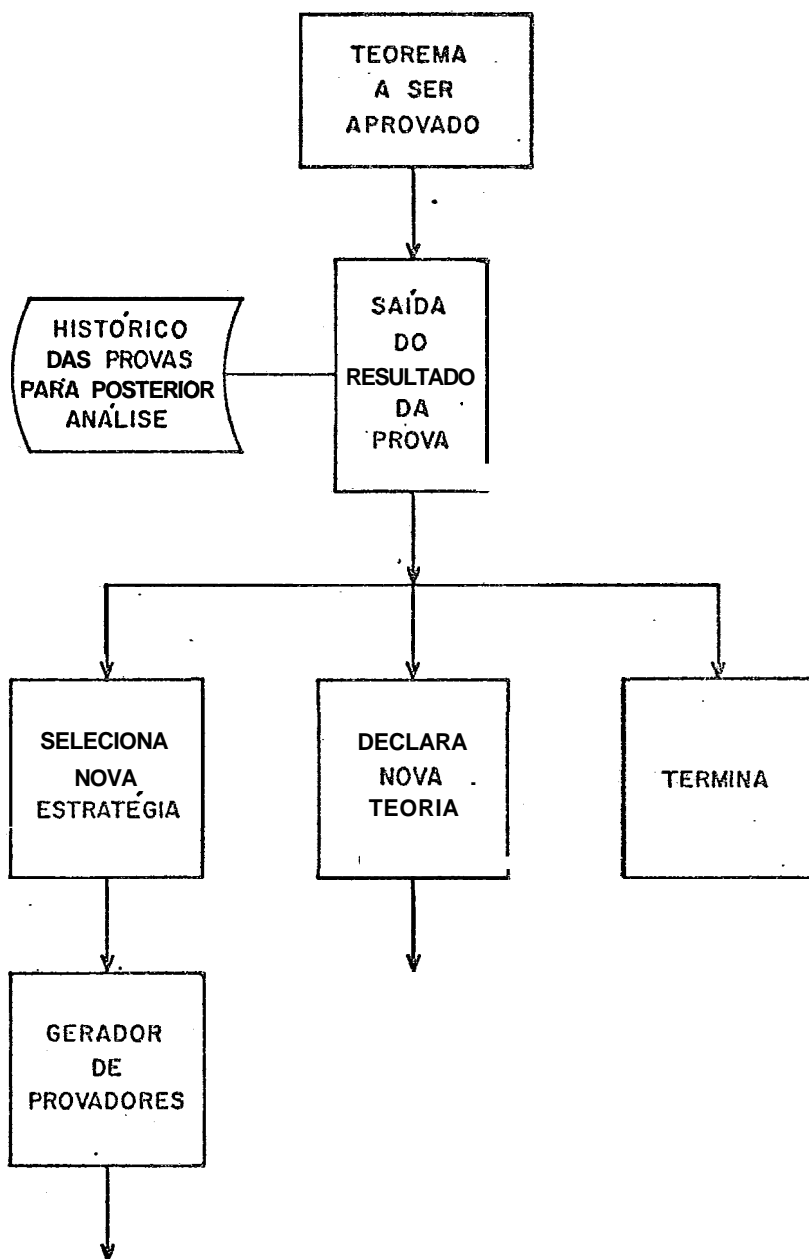 TEOREMA
A SER
APROVADO
HISTÓRICO
DAS PROVAS
PARA POSTERIOR
ANÁLISE
SAÍDA
DO
RESULTADO
DA
PROVA
SELECIONA
NOVA
ESTRATÉGIA
DECLARA
NOVA
TEORIA
TERMINA
GERADOR
DE
PROVADORES